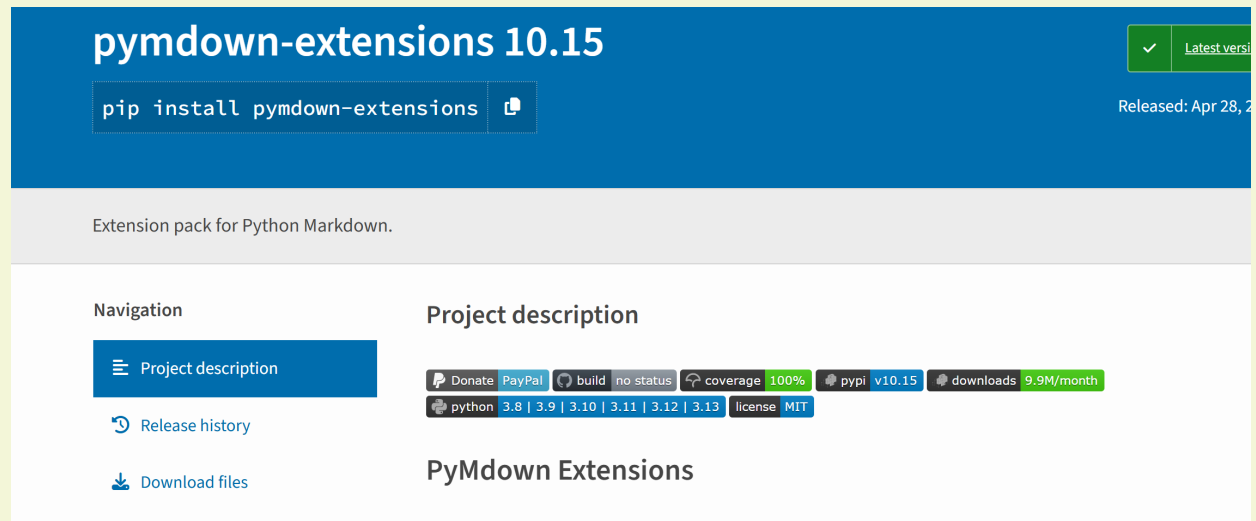 pymdown-extensions 10.15
Latest
pip install pymdown-extensions
Released: Apr 28,
Extension pack for Python Markdown.
Navigation
Project description
Project description
Donate PayPal build no status coverage 100% pypi v10.15 downloads 9.9M/month
python 3.8 | 3.9 | 3.10 | 3.11 | 3.12 | 3.13 license MIT
Release history
PyMdown Extensions
Download files